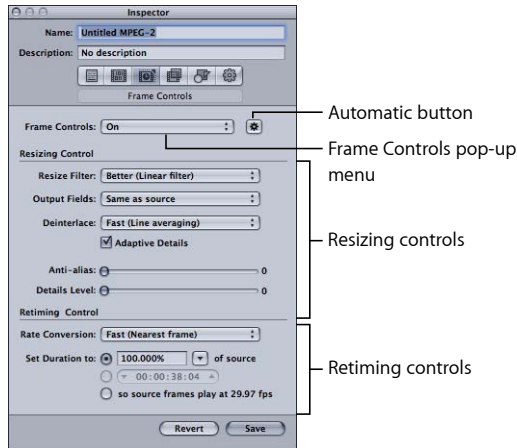 Inspector
Name: Untitled MPEG-2
Description: No description
Frame Controls
Frame Controls: On
Automatic button
Frame Controls pop-up
menu
Resizing Control
Resize Filter: Better (Linear filter)
Output Fields: Same as source
Deinterlace: Fast (Line averaging)
Adaptive Details
Resizing controls
Anti-alias: 0
Details Level: 0
Retiming Control
Rate Conversion: Fast (Nearest frame)
Set Duration to: 100.000% of source
00:00:38:04
so source frames play at 29.97 fps
Retiming controls
Revert Save